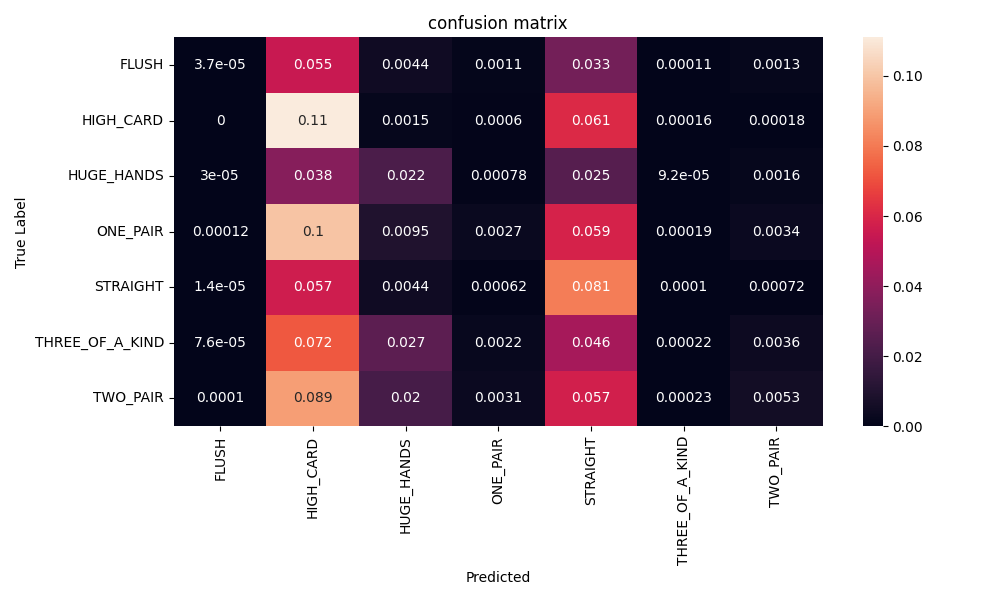 confusion matrix
FLUSH 3.7e-05 0.055 0.0044 0.0011 0.033 0.00011 0.0013
HIGH_CARD 0 0.11 0.0015 0.0006 0.061 0.00016 0.00018
HUGE_HANDS 3e-05 0.038 0.022 0.00078 0.025 9.2e-05 0.0016
ONE_PAIR 0.00012 0.1 0.0095 0.0027 0.059 0.00019 0.0034
STRAIGHT 1.4e-05 0.057 0.0044 0.00062 0.081 0.0001 0.00072
THREE_OF_A_KIND 7.6e-05 0.072 0.027 0.0022 0.046 0.00022 0.0036
TWO_PAIR 0.0001 0.089 0.02 0.0031 0.057 0.00023 0.0053
True Label
FLUSH HIGH_CARD HUGE_HANDS ONE_PAIR STRAIGHT THREE_OF_A_KIND TWO_PAIR
Predicted
0.10
0.08
0.06
0.04
0.02
0.00